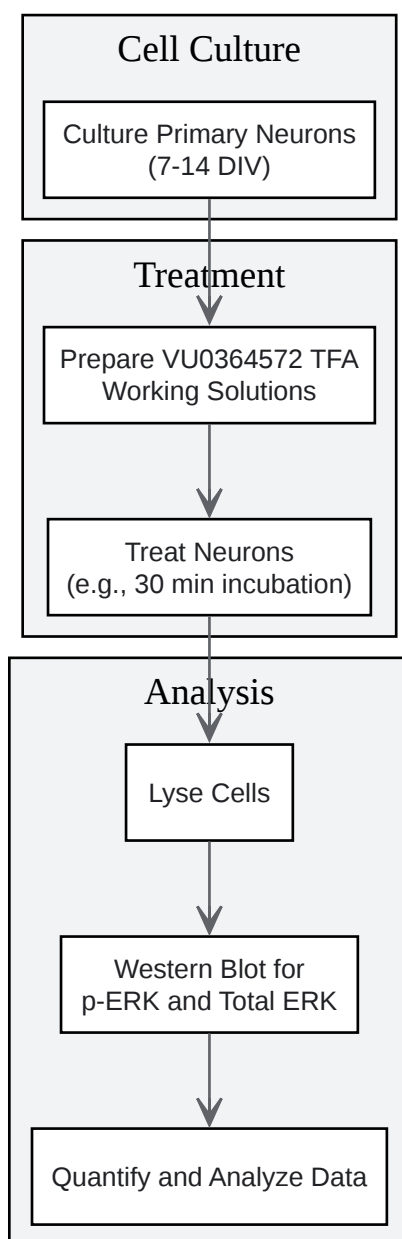 Cell Culture
Culture Primary Neurons
(7-14 DIV)
Treatment
Prepare VU0364572 TFA
Working Solutions
Treat Neurons
(e.g., 30 min incubation)
Analysis
Lyse Cells
Western Blot for
p-ERK and Total ERK
Quantify and Analyze Data